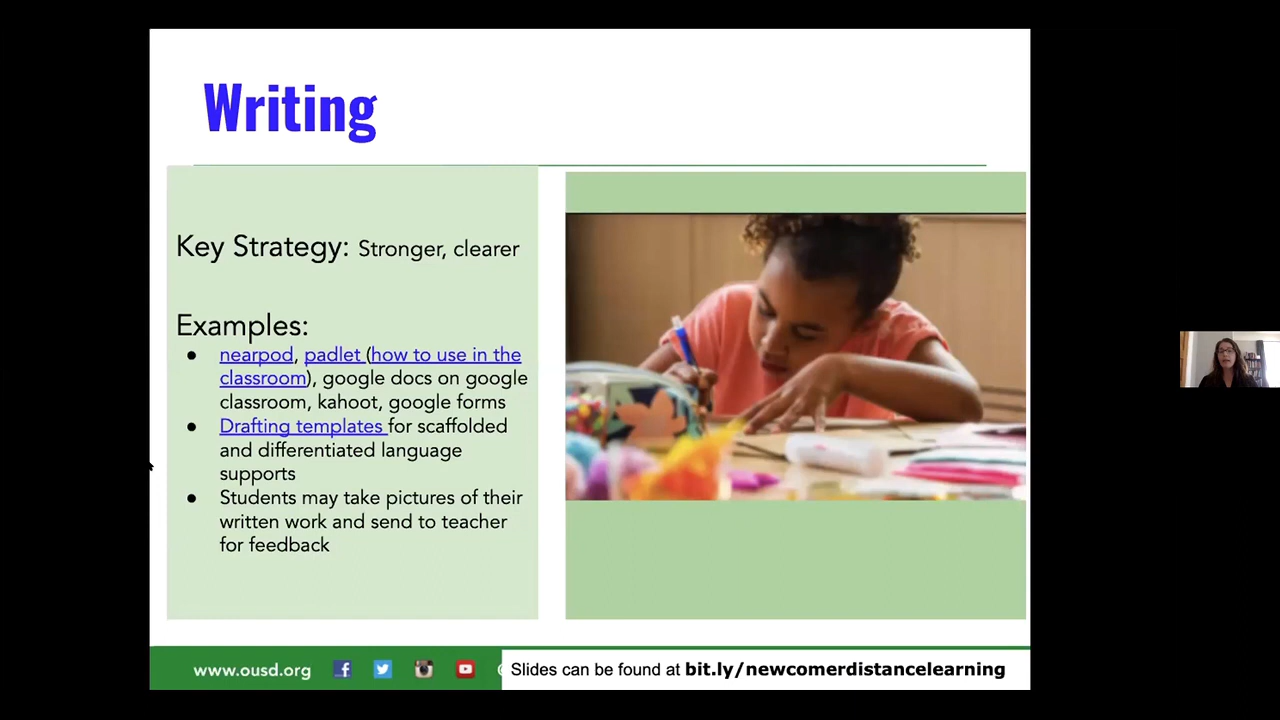 Writing
Key Strategy: Stronger, clearer
Examples:
● nearpod, padlet (how to use in the
classroom), google docs on google
classroom, kahoot, google forms
● Drafting templates for scaffolded
and differentiated language
supports
● Students may take pictures of their
written work and send to teacher
for feedback
www.ousd.org
Slides can be found at bit.ly/newcomerdistancelearning